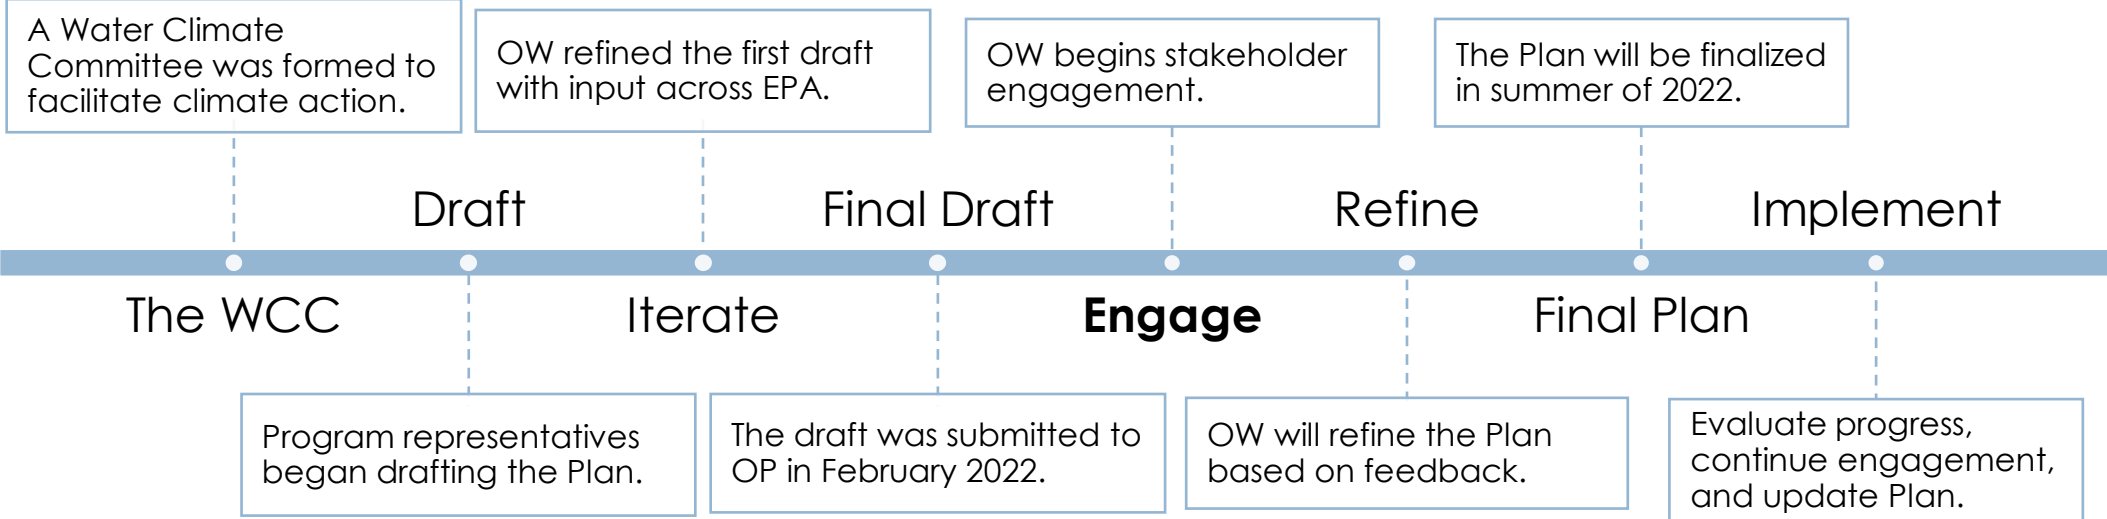 A Water Climate
Committee was formed to
facilitate climate action.
OW refined the first draft
with input across EPA.
OW begins stakeholder
engagement.
The Plan will be finalized
in summer of 2022.
Draft
Final Draft
Refine
Implement
The WCC
Iterate
Engage
Final Plan
Program representatives
began drafting the Plan.
The draft was submitted to
OP in February 2022.
OW will refine the Plan
based on feedback.
Evaluate progress,
continue engagement,
and update Plan.